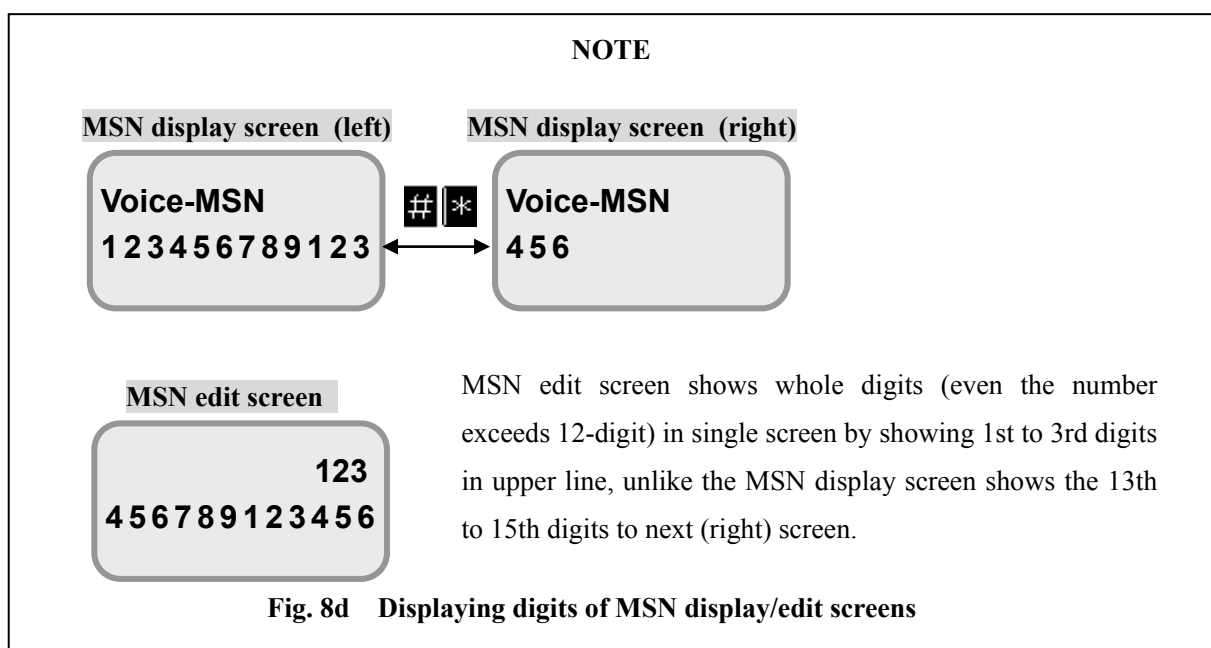 NOTE
MSN display screen (left) MSN display screen (right)
Voice-MSN # * Voice-MSN
123456789123 456
MSN edit screen
123
456789123456
MSN edit screen shows whole digits (even the number
exceeds 12-digit) in single screen by showing 1st to 3rd digits
in upper line, unlike the MSN display screen shows the 13th
to 15th digits to next (right) screen.
Fig. 8d Displaying digits of MSN display/edit screens